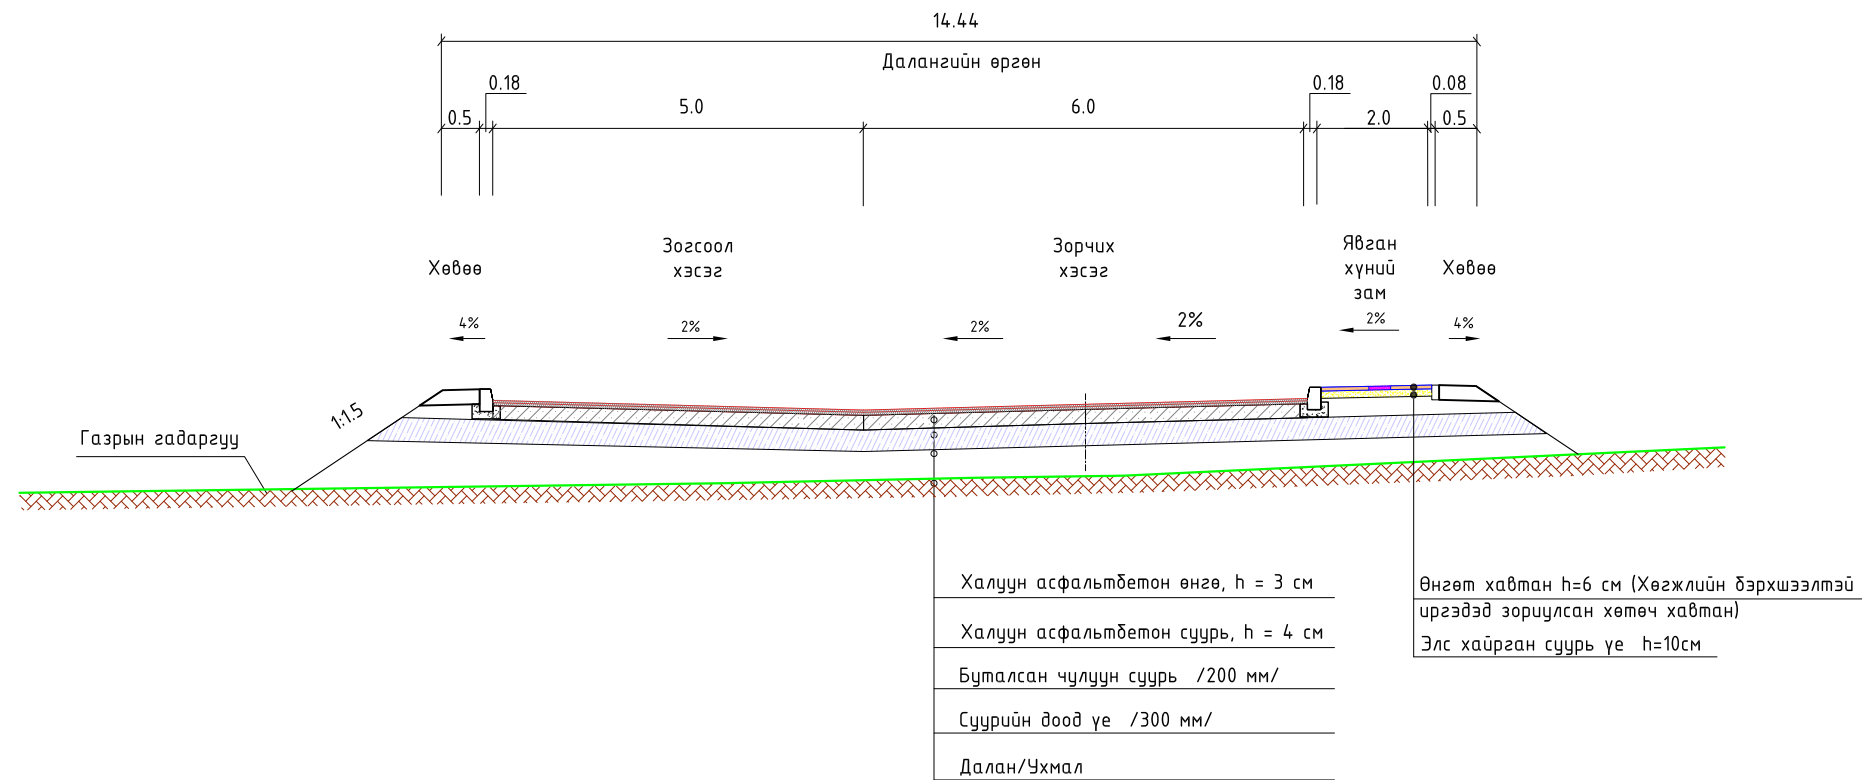 14.44
Далангийн өргөн
0.18
0.18
0.08
0.5
5.0
6.0
2.0
0.5
Хөвөө
Зогсоол
хэсэг
Зорчих
хэсэг
Явган
хүний
зам
Хөвөө
4%
2%
2%
2%
2%
4%
1:1.5
Газрын гадаргуу
Халуун асфальтбетон өнгө, h = 3 см
Халуун асфальтбетон суурь, h = 4 см
Буталсан чулуун суурь /200 мм/
Суурийн доод үе /300 мм/
Далан/Ухмал
Өнгөт хавтан h=6 см (Хөгжлийн бэрхшээлтэй
иргэдэд зориулсан хөтөч хавтан)
Элс хайрган суурь үе h=10см